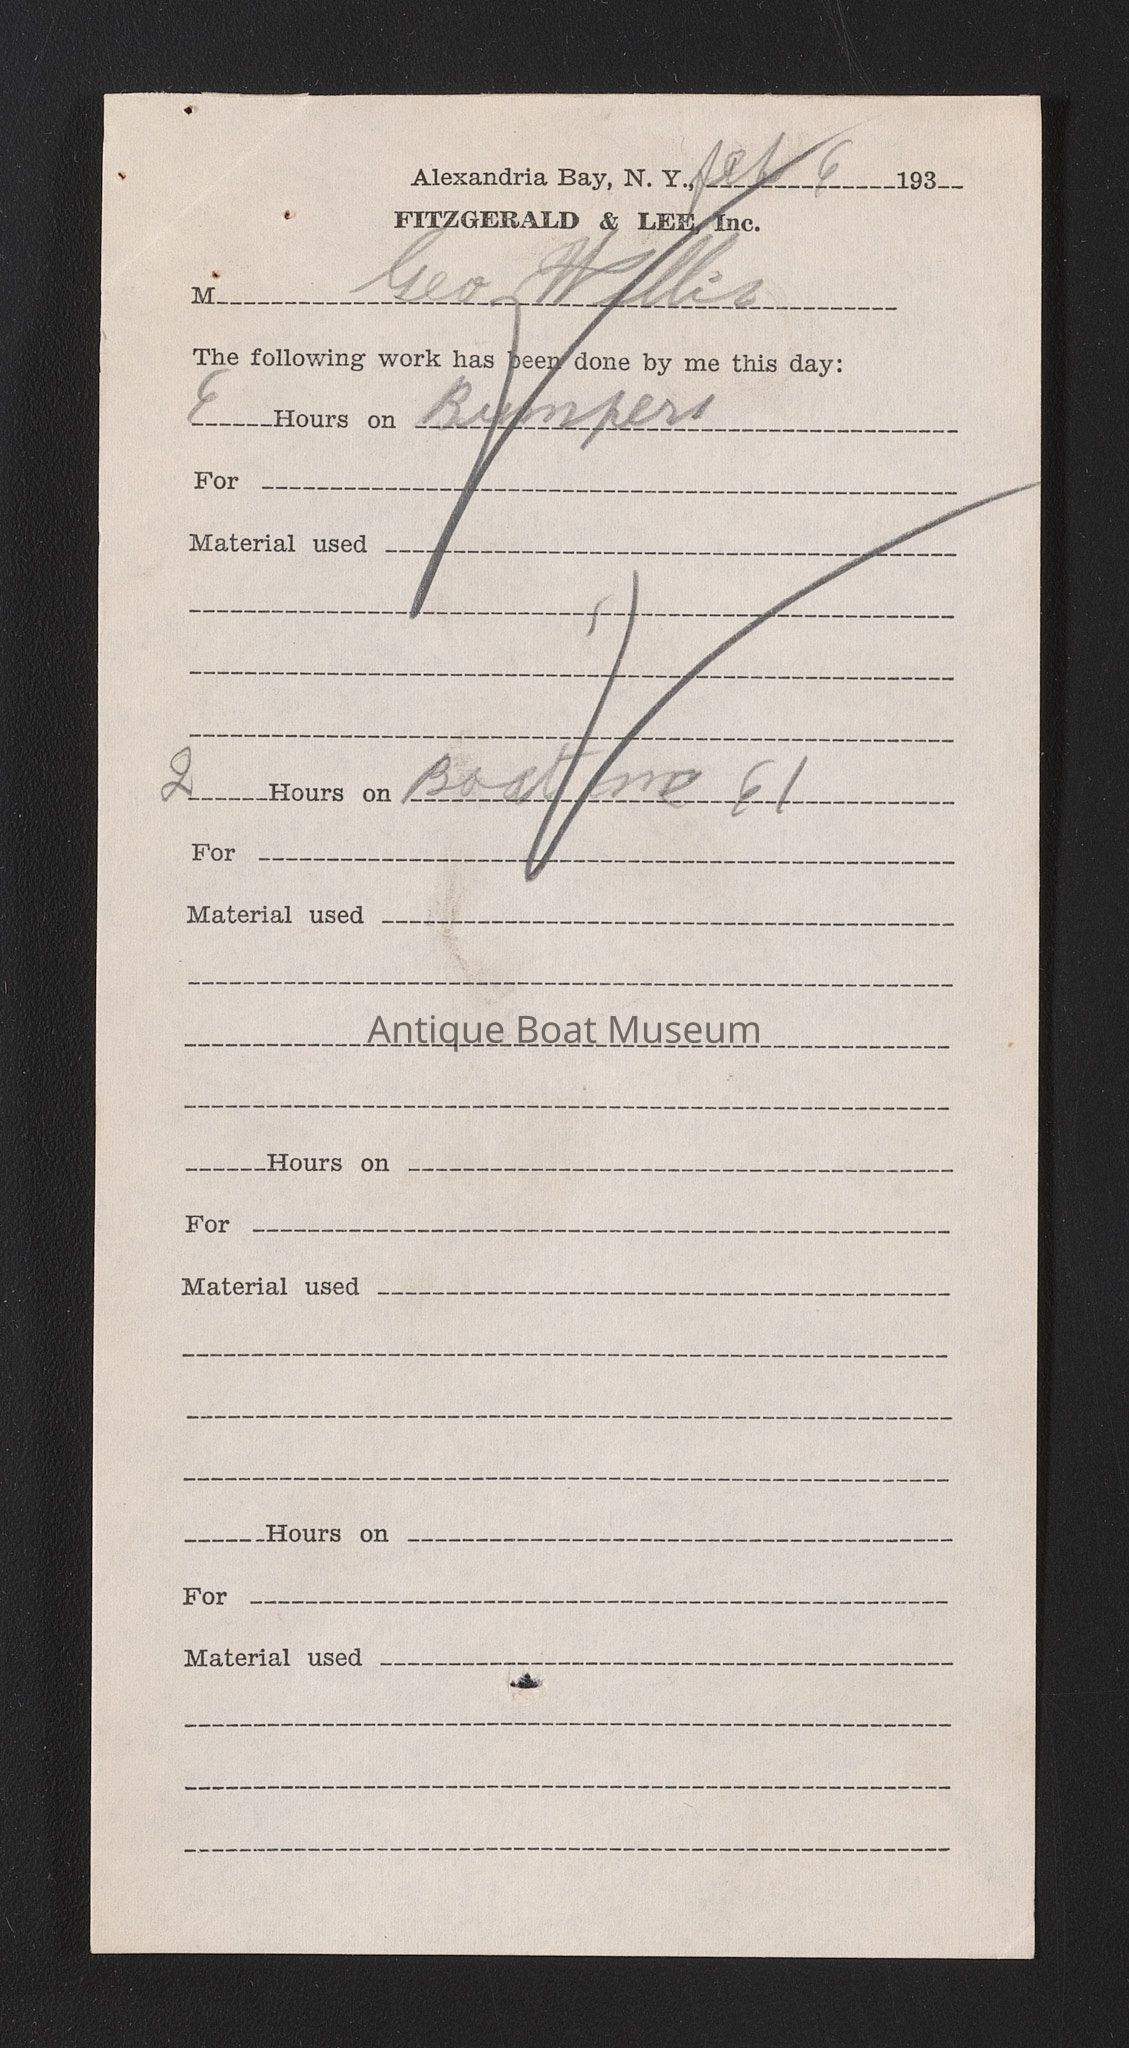 Alexandria Bay, N. Y., Feb 6 193
FITZGERALD & LEE, Inc.
M Geo Willis
The following work has been done by me this day:
6 Hours on Bumpers
For
Material used
2 Hours on Boat no 61
For
Material used
Antique Boat Museum
Hours on
For
Material used
Hours on
For
Material used